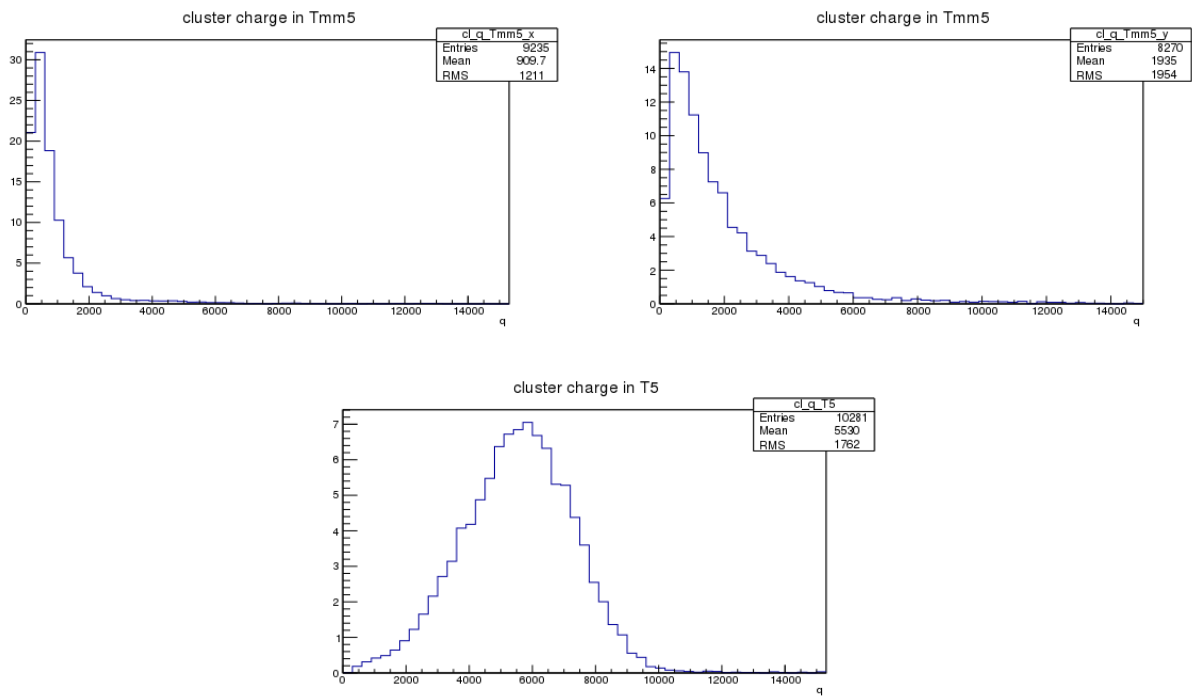 cluster charge in Tmm5
cl_q_Tmm5_x
Entries 9235
Mean 909.7
RMS 1211
30
25
20
15
10
5
0
0 2000 4000 6000 8000 10000 12000 14000
q
cluster charge in Tmm5
cl_q_Tmm5_y
Entries 8270
Mean 1935
RMS 1954
14
12
10
8
6
4
2
0
0 2000 4000 6000 8000 10000 12000 14000
q
cluster charge in T5
cl_q_T5
Entries 10281
Mean 5530
RMS 1762
7
6
5
4
3
2
1
0
0 2000 4000 6000 8000 10000 12000 14000
q